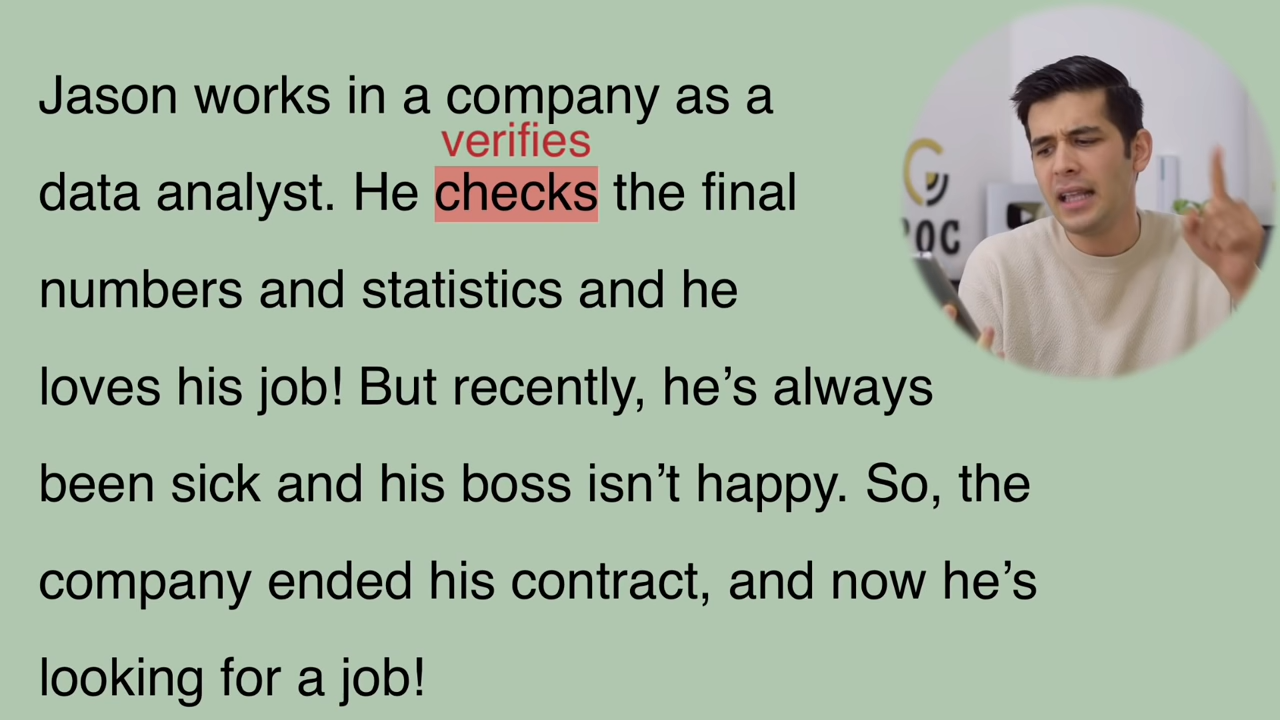 Jason works in a company as a
verifies
data analyst. He checks the final
numbers and statistics and he
loves his job! But recently, he’s always
been sick and his boss isn’t happy. So, the
company ended his contract, and now he’s
looking for a job!